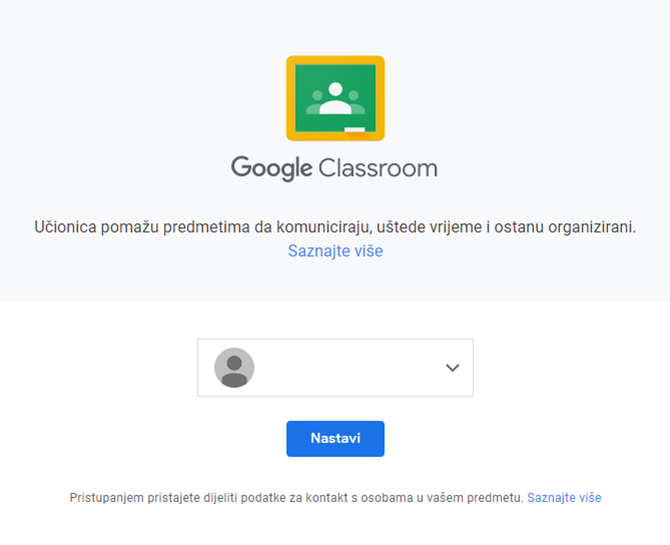 Google Classroom
Učionica pomažu predmetima da komuniciraju, uštede vrijeme i ostanu organizirani.
Saznajte više
Nastavi
Pristupanjem pristajete dijeliti podatke za kontakt s osobama u vašem predmetu. Saznajte više